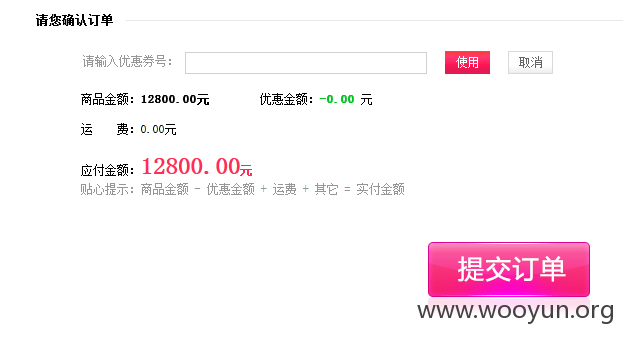 请您确认订单
请输入优惠券号： 使用 取消
商品金额：12800.00元 优惠金额：-0.00 元
运 费：0.00元
应付金额：12800.00元
贴心提示：商品金额 - 优惠金额 + 运费 + 其它 = 实付金额
提交订单
www.wooyun.org